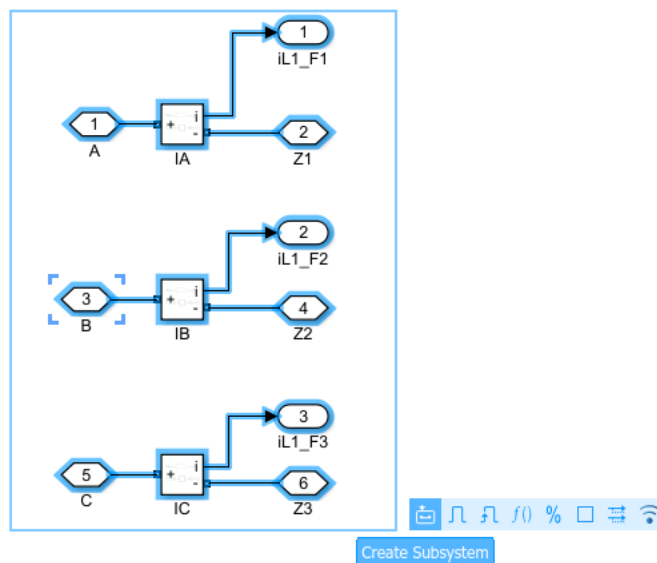 1
iL1_F1
1
+ i
-
2
A
IA
Z1
2
iL1_F2
3
+ i
-
4
B
IB
Z2
3
iL1_F3
5
+ i
-
6
C
IC
Z3
f() %
Create Subsystem